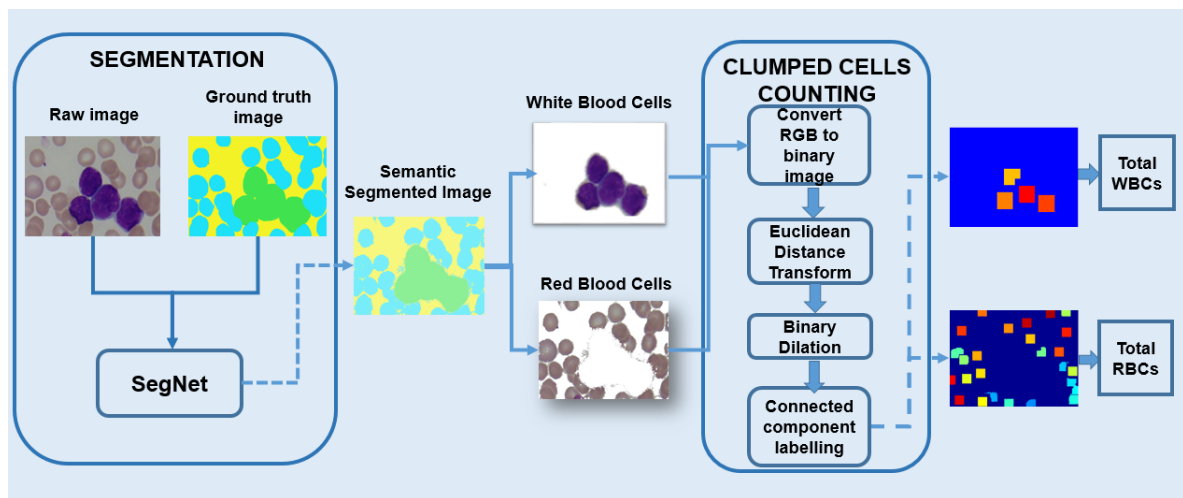 SEGMENTATION
Raw image
Ground truth
image
SegNet
Semantic
Segmented Image
White Blood Cells
Red Blood Cells
CLUMPED CELLS
COUNTING
Convert
RGB to
binary
image
Euclidean
Distance
Transform
Binary
Dilation
Connected
component
labelling
Total
WBCs
Total
RBCs